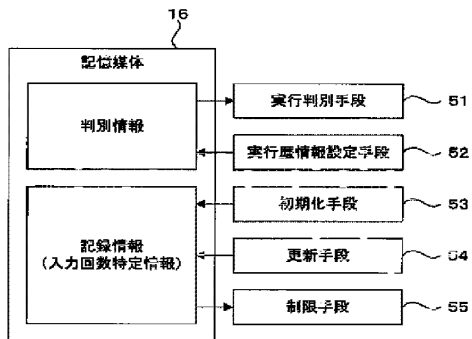 16
記憶媒体
判別情報
実行判別手段
51
実行歴情報設定手段
52
初期化手段
53
記録情報
(入力回数特定情報)
更新手段
54
制限手段
55